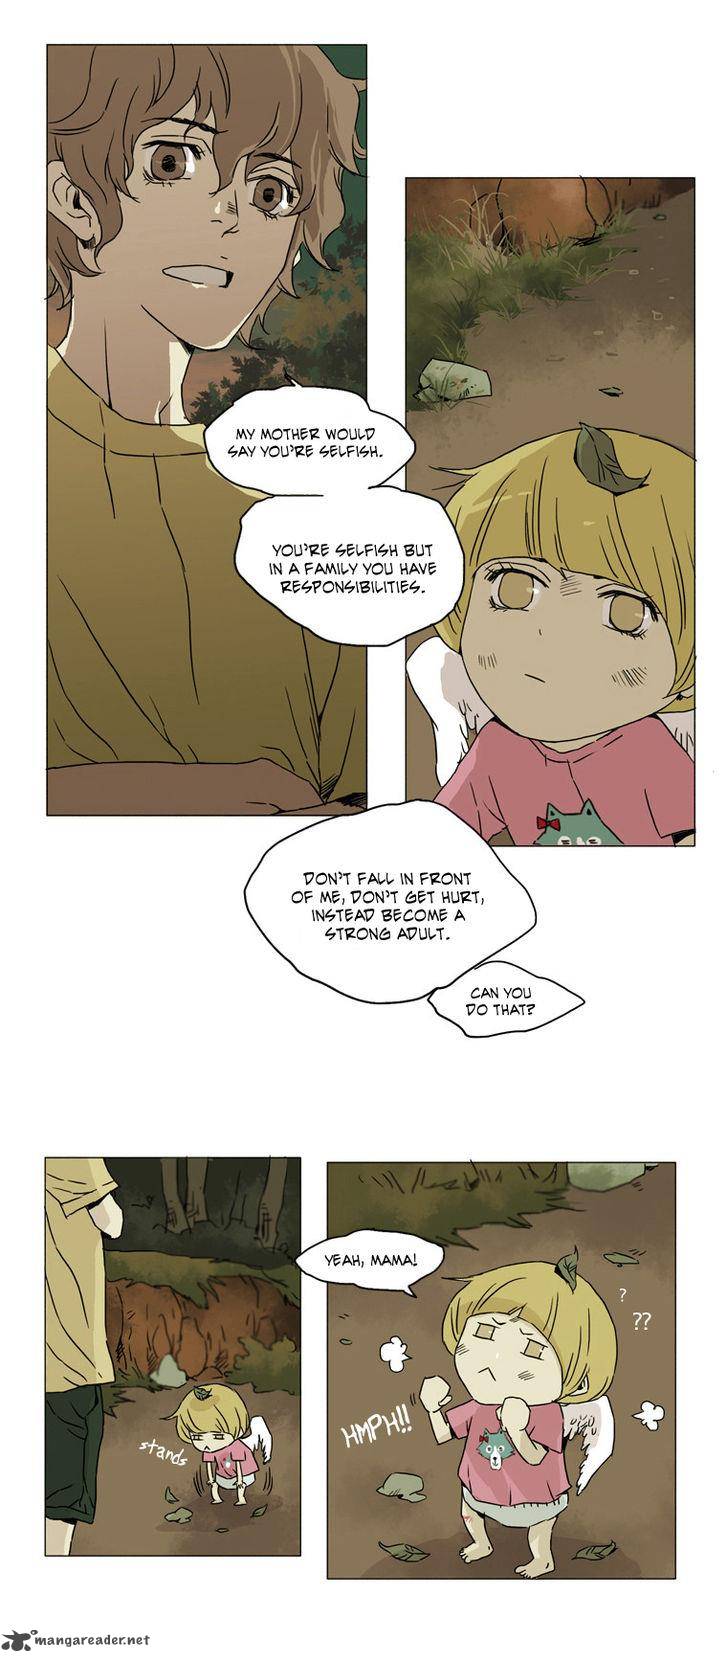 MY MOTHER WOULD
SAY YOU'RE SELFISH.
YOU'RE SELFISH BUT
IN A FAMILY YOU HAVE
RESPONSIBILITIES.
DON'T FALL IN FRONT
OF ME, DON'T GET HURT,
INSTEAD BECOME A
STRONG ADULT.
CAN YOU
DO THAT?
stands
YEAH, MAMA!
?
??
HMPH!!
mangareader.net